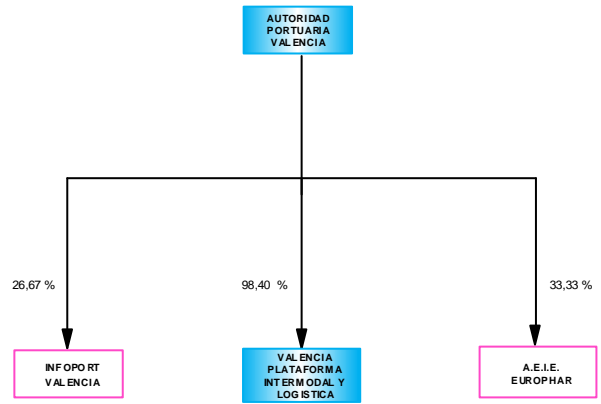 AUTORIDAD
PORTUARIA
VALENCIA
26,67 %
98,40 %
33,33 %
INFOPORT
VALENCIA
VALENCIA
PLATAFORMA
INTERMODAL Y
LOGISTICA
A.E.I.E.
EUROPHAR